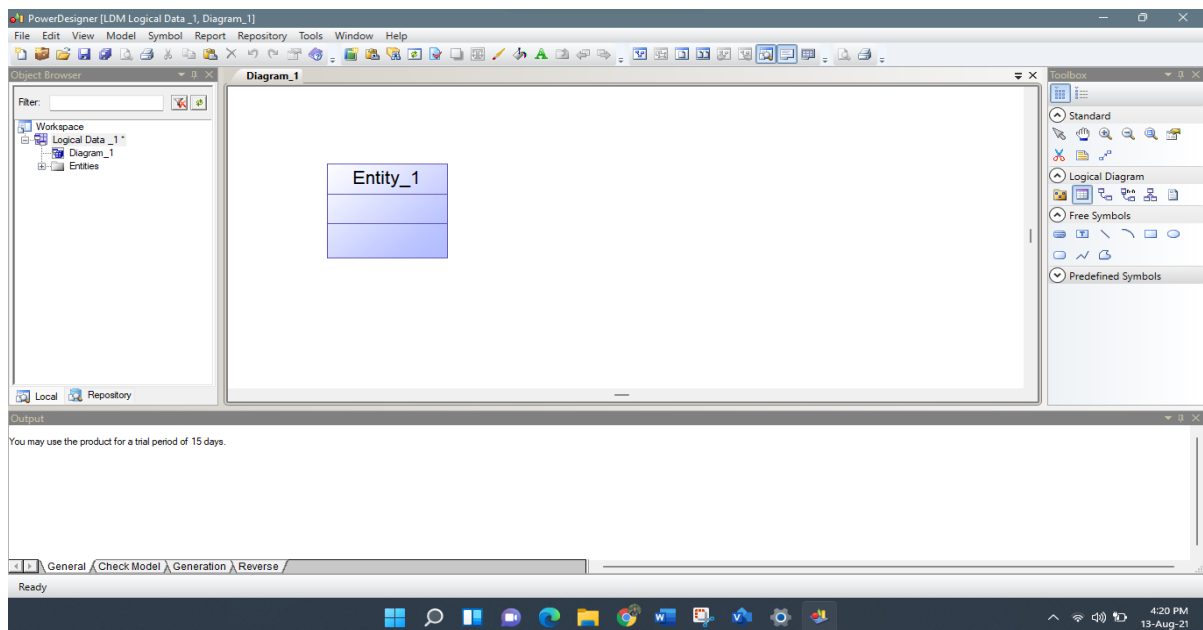 PowerDesigner [LDM Logical Data _1, Diagram_1]
File Edit View Model Symbol Report Repository Tools Window Help
Object Browser
Diagram_1
Toolbox
Filter:
Workspace
Logical Data _1 *
Diagram_1
Entities
Entity_1
Standard
Logical Diagram
Free Symbols
Predefined Symbols
Local Repository
Output
You may use the product for a trial period of 15 days.
General Check Model Generation Reverse
Ready
4:20 PM
13-Aug-21